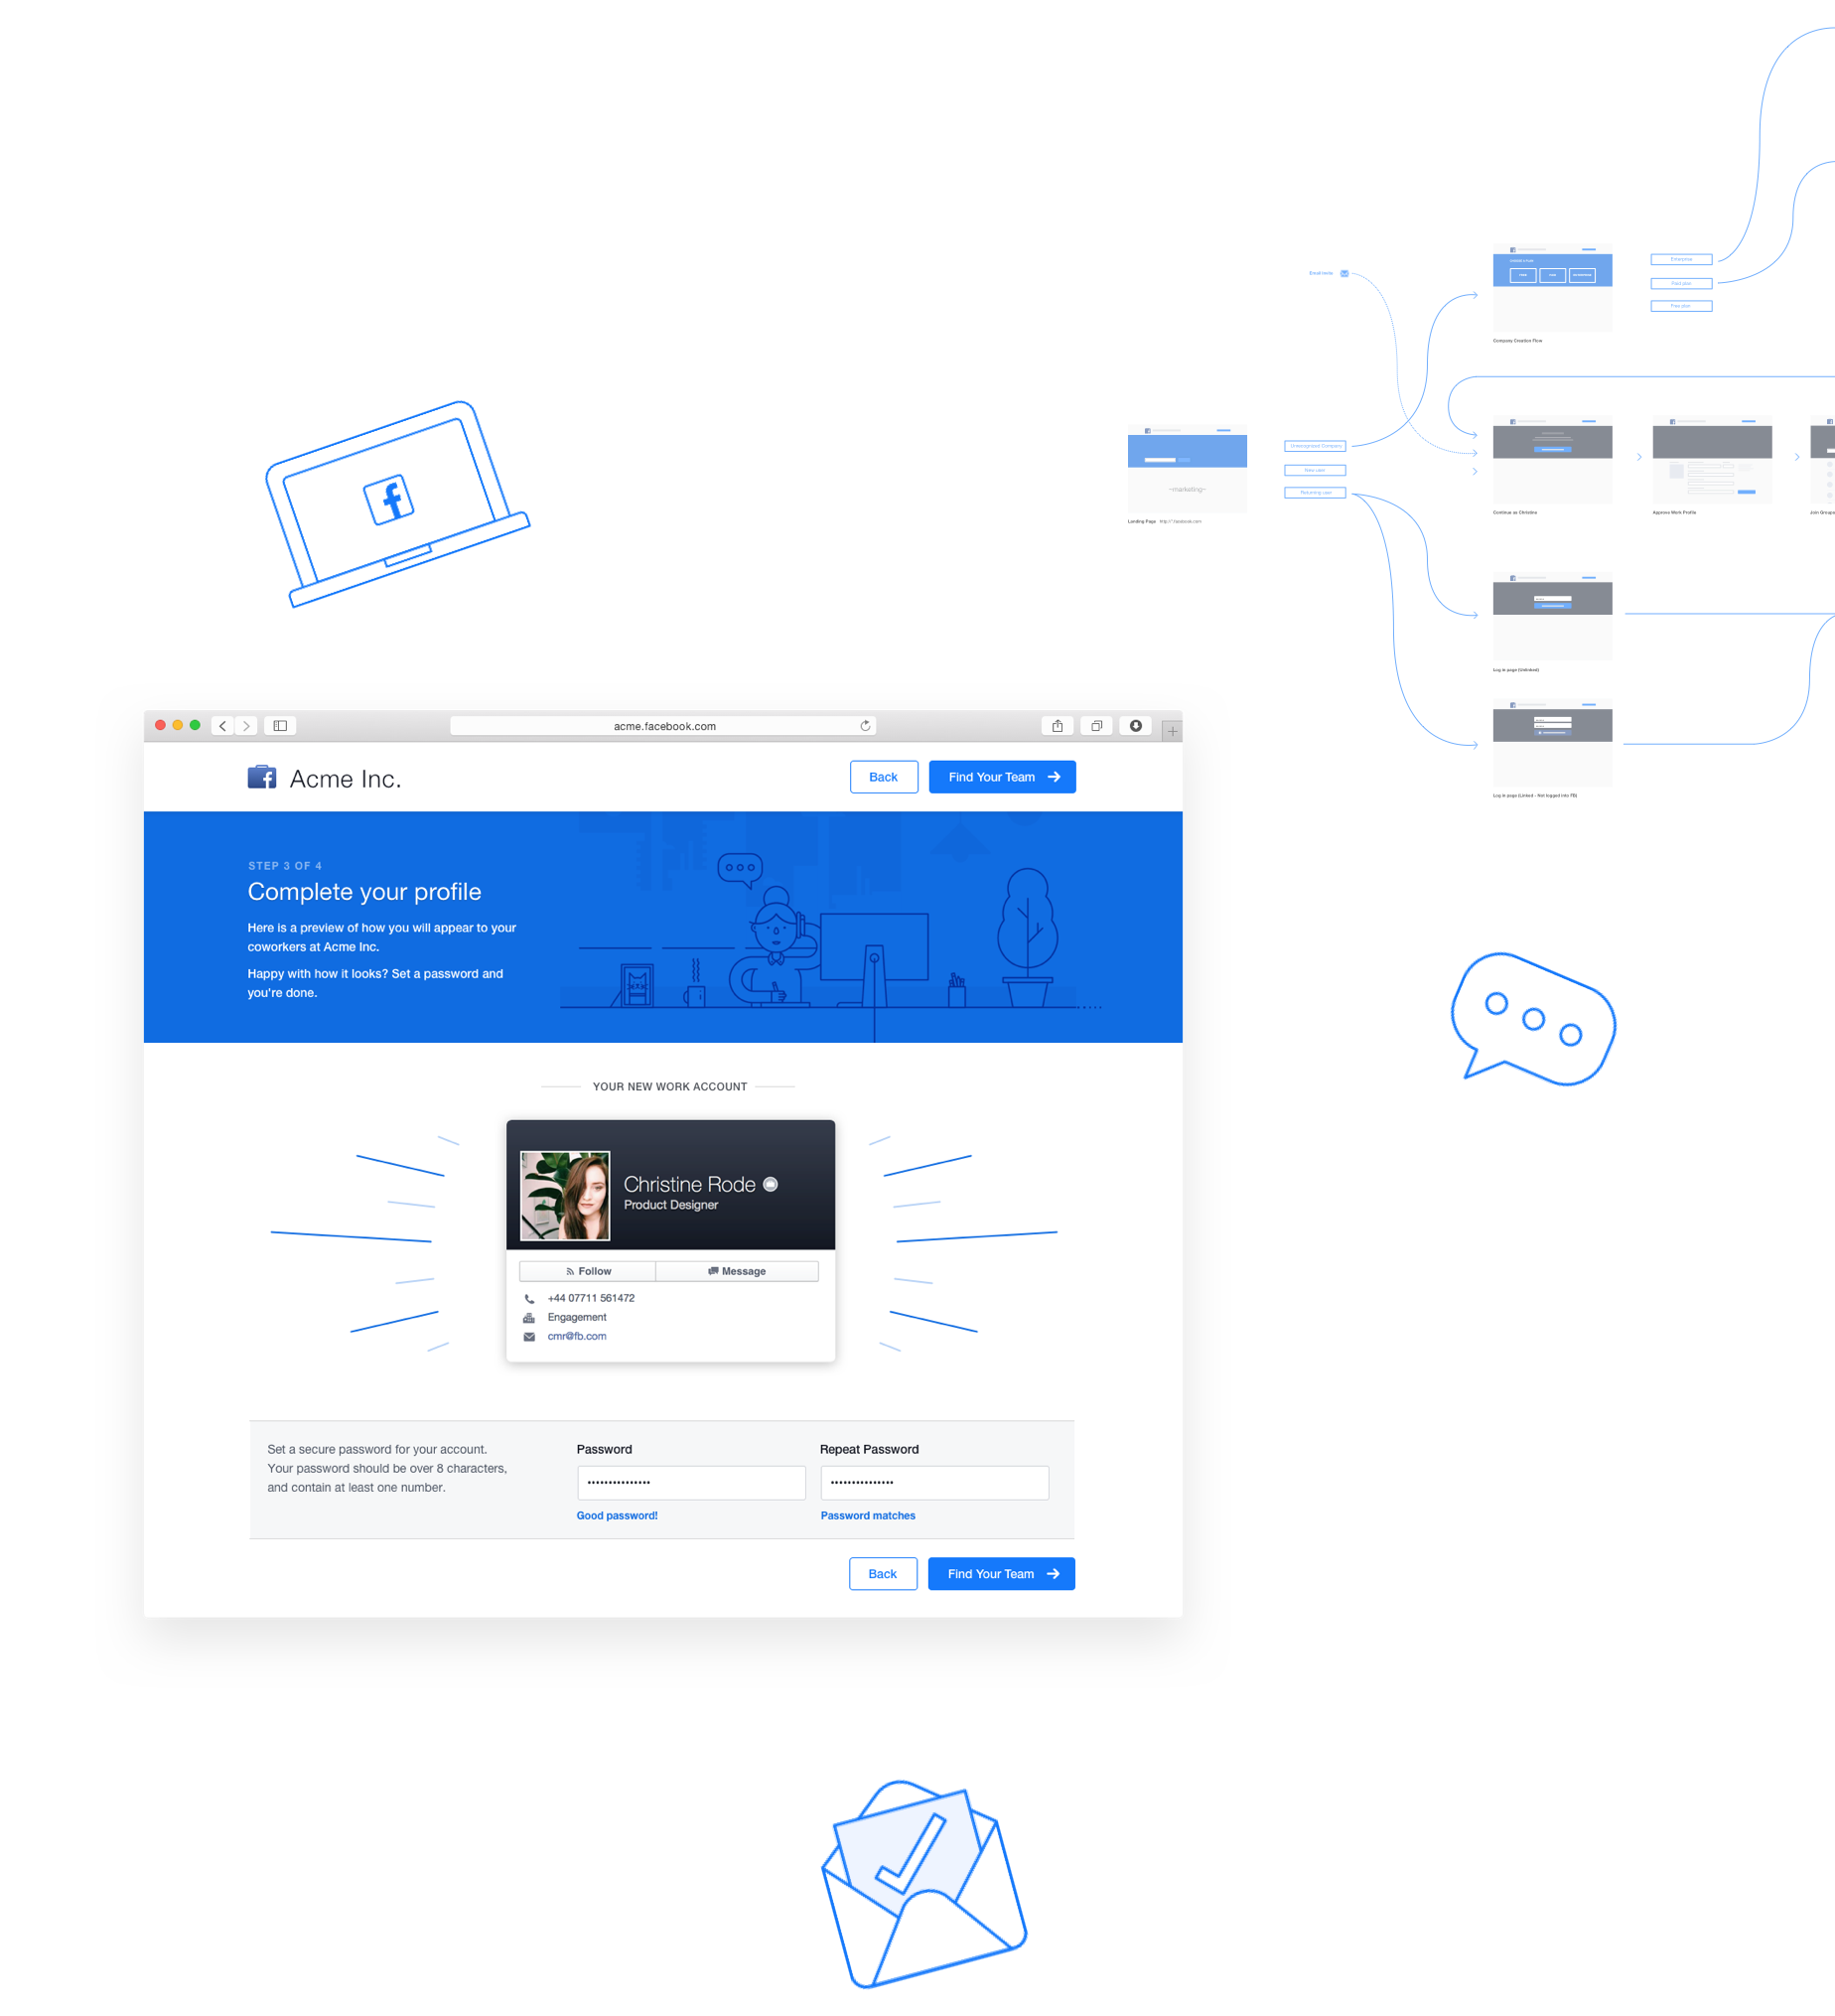 Email Invite
CHOOSE A PLAN
FREE
PAID
ENTERPRISE
Company Creation Flow
Enterprise
Paid plan
Free plan
~marketing~
Landing Page
Unrecognized Company
New user
Returning user
Continue as Christine
Approve Work Profile
Join Groups
Log in page (Unlinked)
Log in page (Linked - Not logged into FB)
acme.facebook.com
Acme Inc.
Back
Find Your Team
STEP 3 OF 4
Complete your profile
Here is a preview of how you will appear to your
coworkers at Acme Inc.
Happy with how it looks? Set a password and
you're done.
YOUR NEW WORK ACCOUNT
Christine Rode
Product Designer
Follow
Message
+44 07711 561472
Engagement
cmr@fb.com
Set a secure password for your account.
Your password should be over 8 characters,
and contain at least one number.
Password
Repeat Password
Good password!
Password matches
Back
Find Your Team